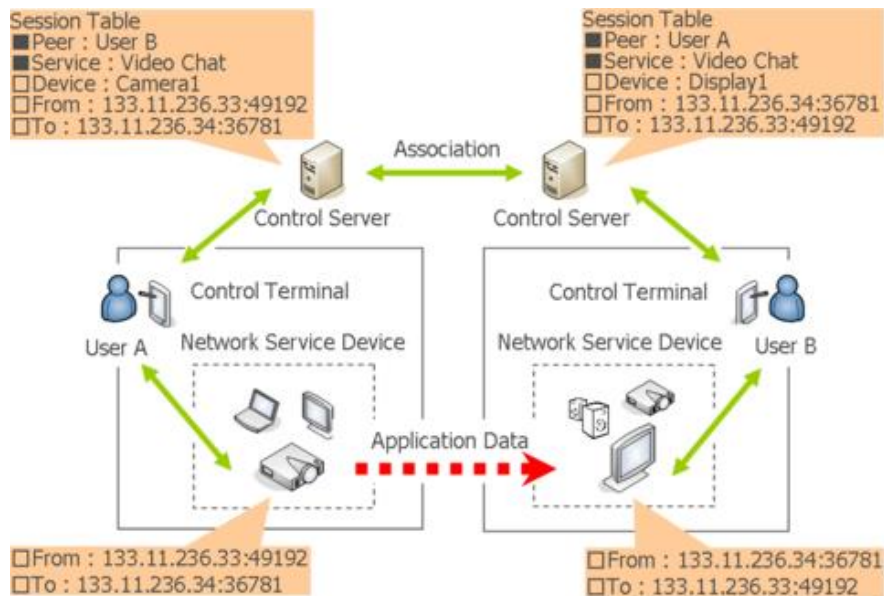 Session Table
■Peer : User B
■Service : Video Chat
□Device : Camera1
□From : 133.11.236.33:49192
□To : 133.11.236.34:36781
Session Table
■Peer : User A
■Service : Video Chat
□Device : Display1
□From : 133.11.236.34:36781
□To : 133.11.236.33:49192
Association
Control Server
Control Server
Control Terminal
Control Terminal
User A
Network Service Device
Network Service Device
User B
Application Data
□From : 133.11.236.33:49192
□To : 133.11.236.34:36781
□From : 133.11.236.34:36781
□To : 133.11.236.33:49192